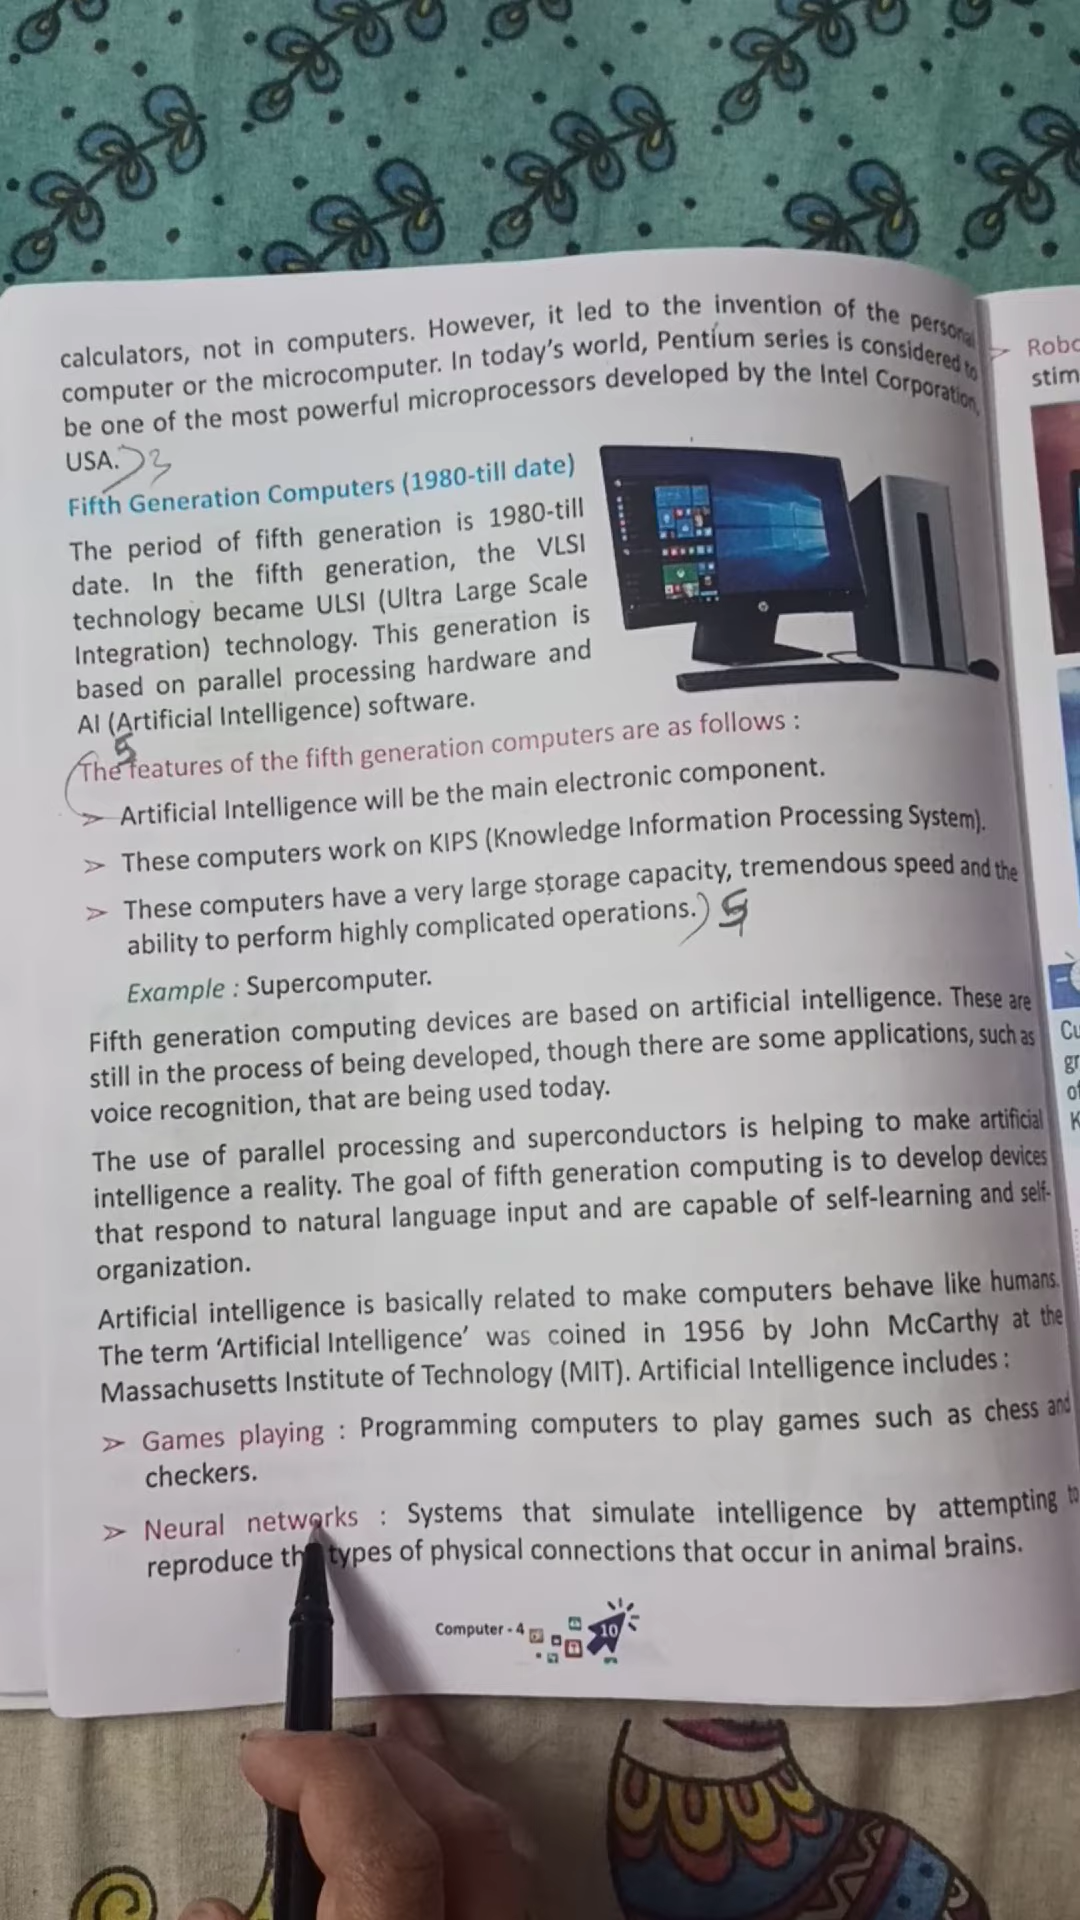 calculators, not in computers. However, it led to the invention of the personal
computer or the microcomputer. In today's world, Pentium series is considered to
be one of the most powerful microprocessors developed by the Intel Corporation,
USA. 3
Fifth Generation Computers (1980-till date)
The period of fifth generation is 1980-till
date. In the fifth generation, the VLSI
technology became ULSI (Ultra Large Scale
Integration) technology. This generation is
based on parallel processing hardware and
AI (Artificial Intelligence) software.
5
The features of the fifth generation computers are as follows :
➢ Artificial Intelligence will be the main electronic component.
➢ These computers work on KIPS (Knowledge Information Processing System).
➢ These computers have a very large storage capacity, tremendous speed and the
ability to perform highly complicated operations.) 5
Example : Supercomputer.
Fifth generation computing devices are based on artificial intelligence. These are
still in the process of being developed, though there are some applications, such as
voice recognition, that are being used today.
The use of parallel processing and superconductors is helping to make artificial
intelligence a reality. The goal of fifth generation computing is to develop devices
that respond to natural language input and are capable of self-learning and self-
organization.
Artificial intelligence is basically related to make computers behave like humans.
The term 'Artificial Intelligence' was coined in 1956 by John McCarthy at the
Massachusetts Institute of Technology (MIT). Artificial Intelligence includes :
➢ Games playing : Programming computers to play games such as chess and
checkers.
➢ Neural networks : Systems that simulate intelligence by attempting to
reproduce the types of physical connections that occur in animal brains.
Computer - 4 10
➢ Robo
stim
Cu
gr
of
K